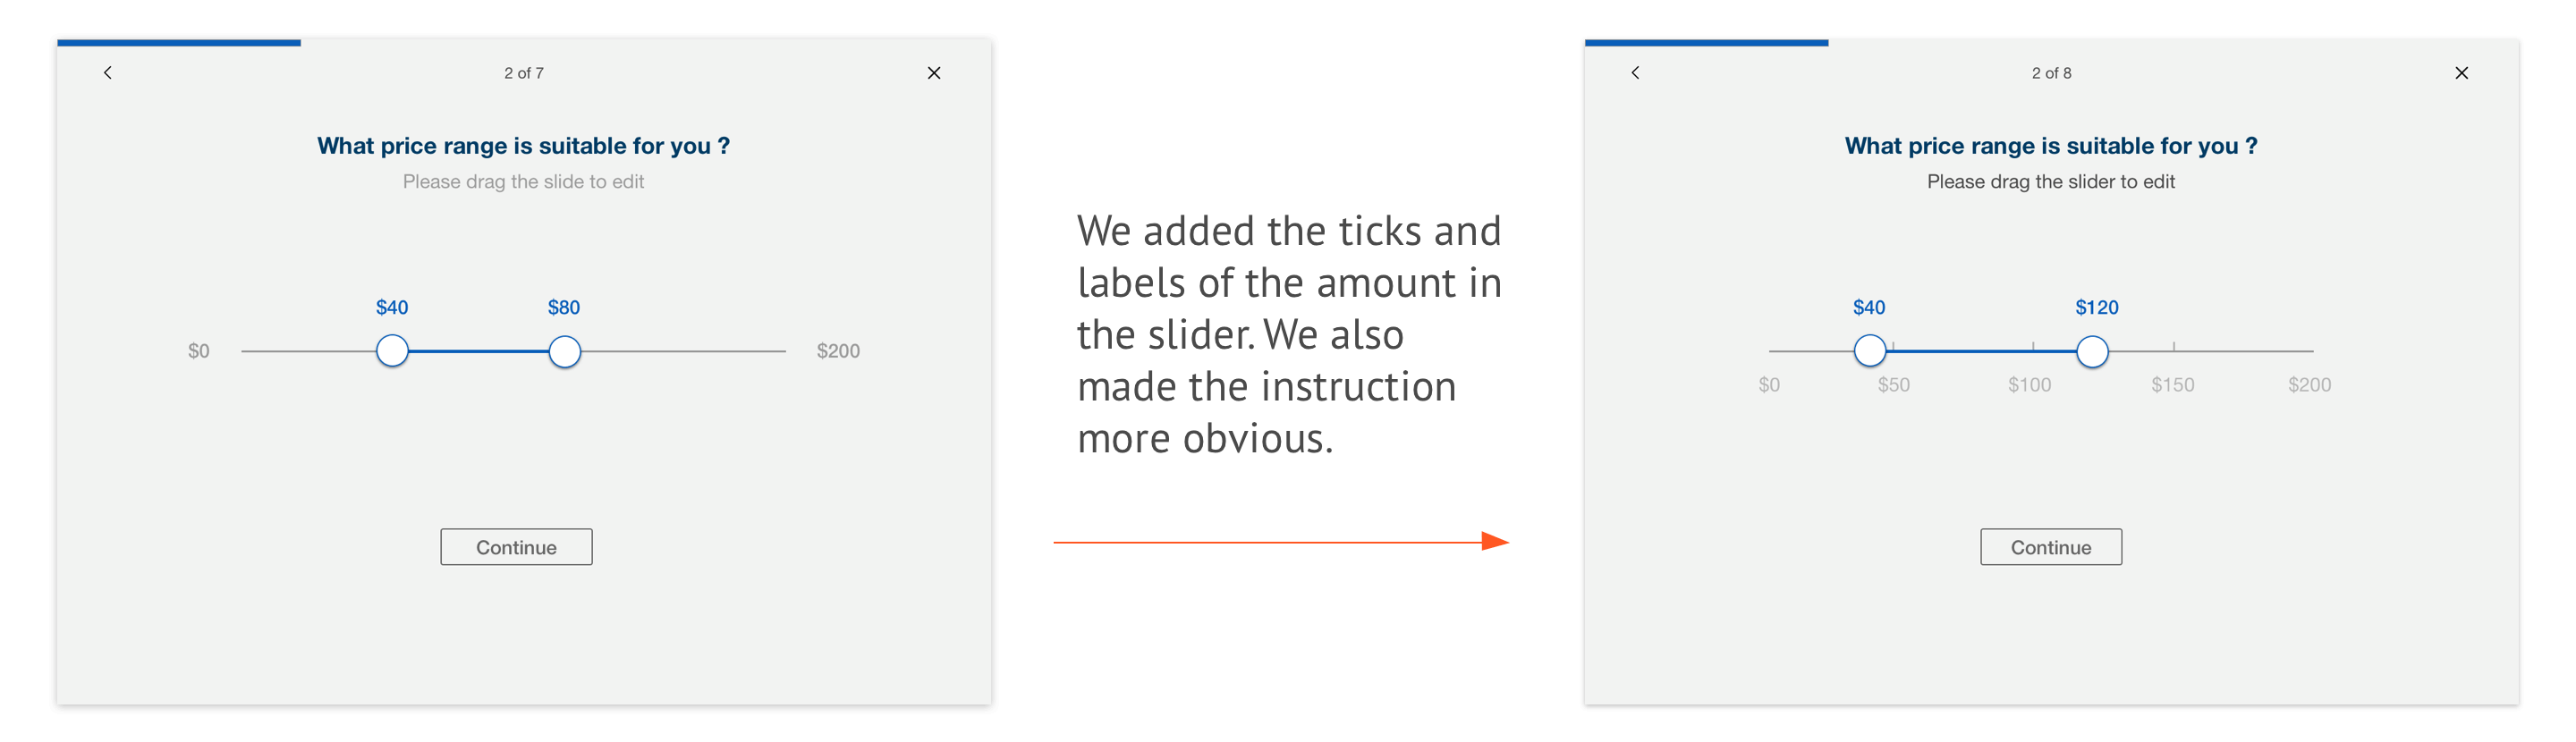 2 of 7
What price range is suitable for you ?
Please drag the slide to edit
$40 $80
$0 $200
Continue
We added the ticks and
labels of the amount in
the slider. We also
made the instruction
more obvious.
2 of 8
What price range is suitable for you ?
Please drag the slider to edit
$40 $120
$0 $50 $100 $150 $200
Continue